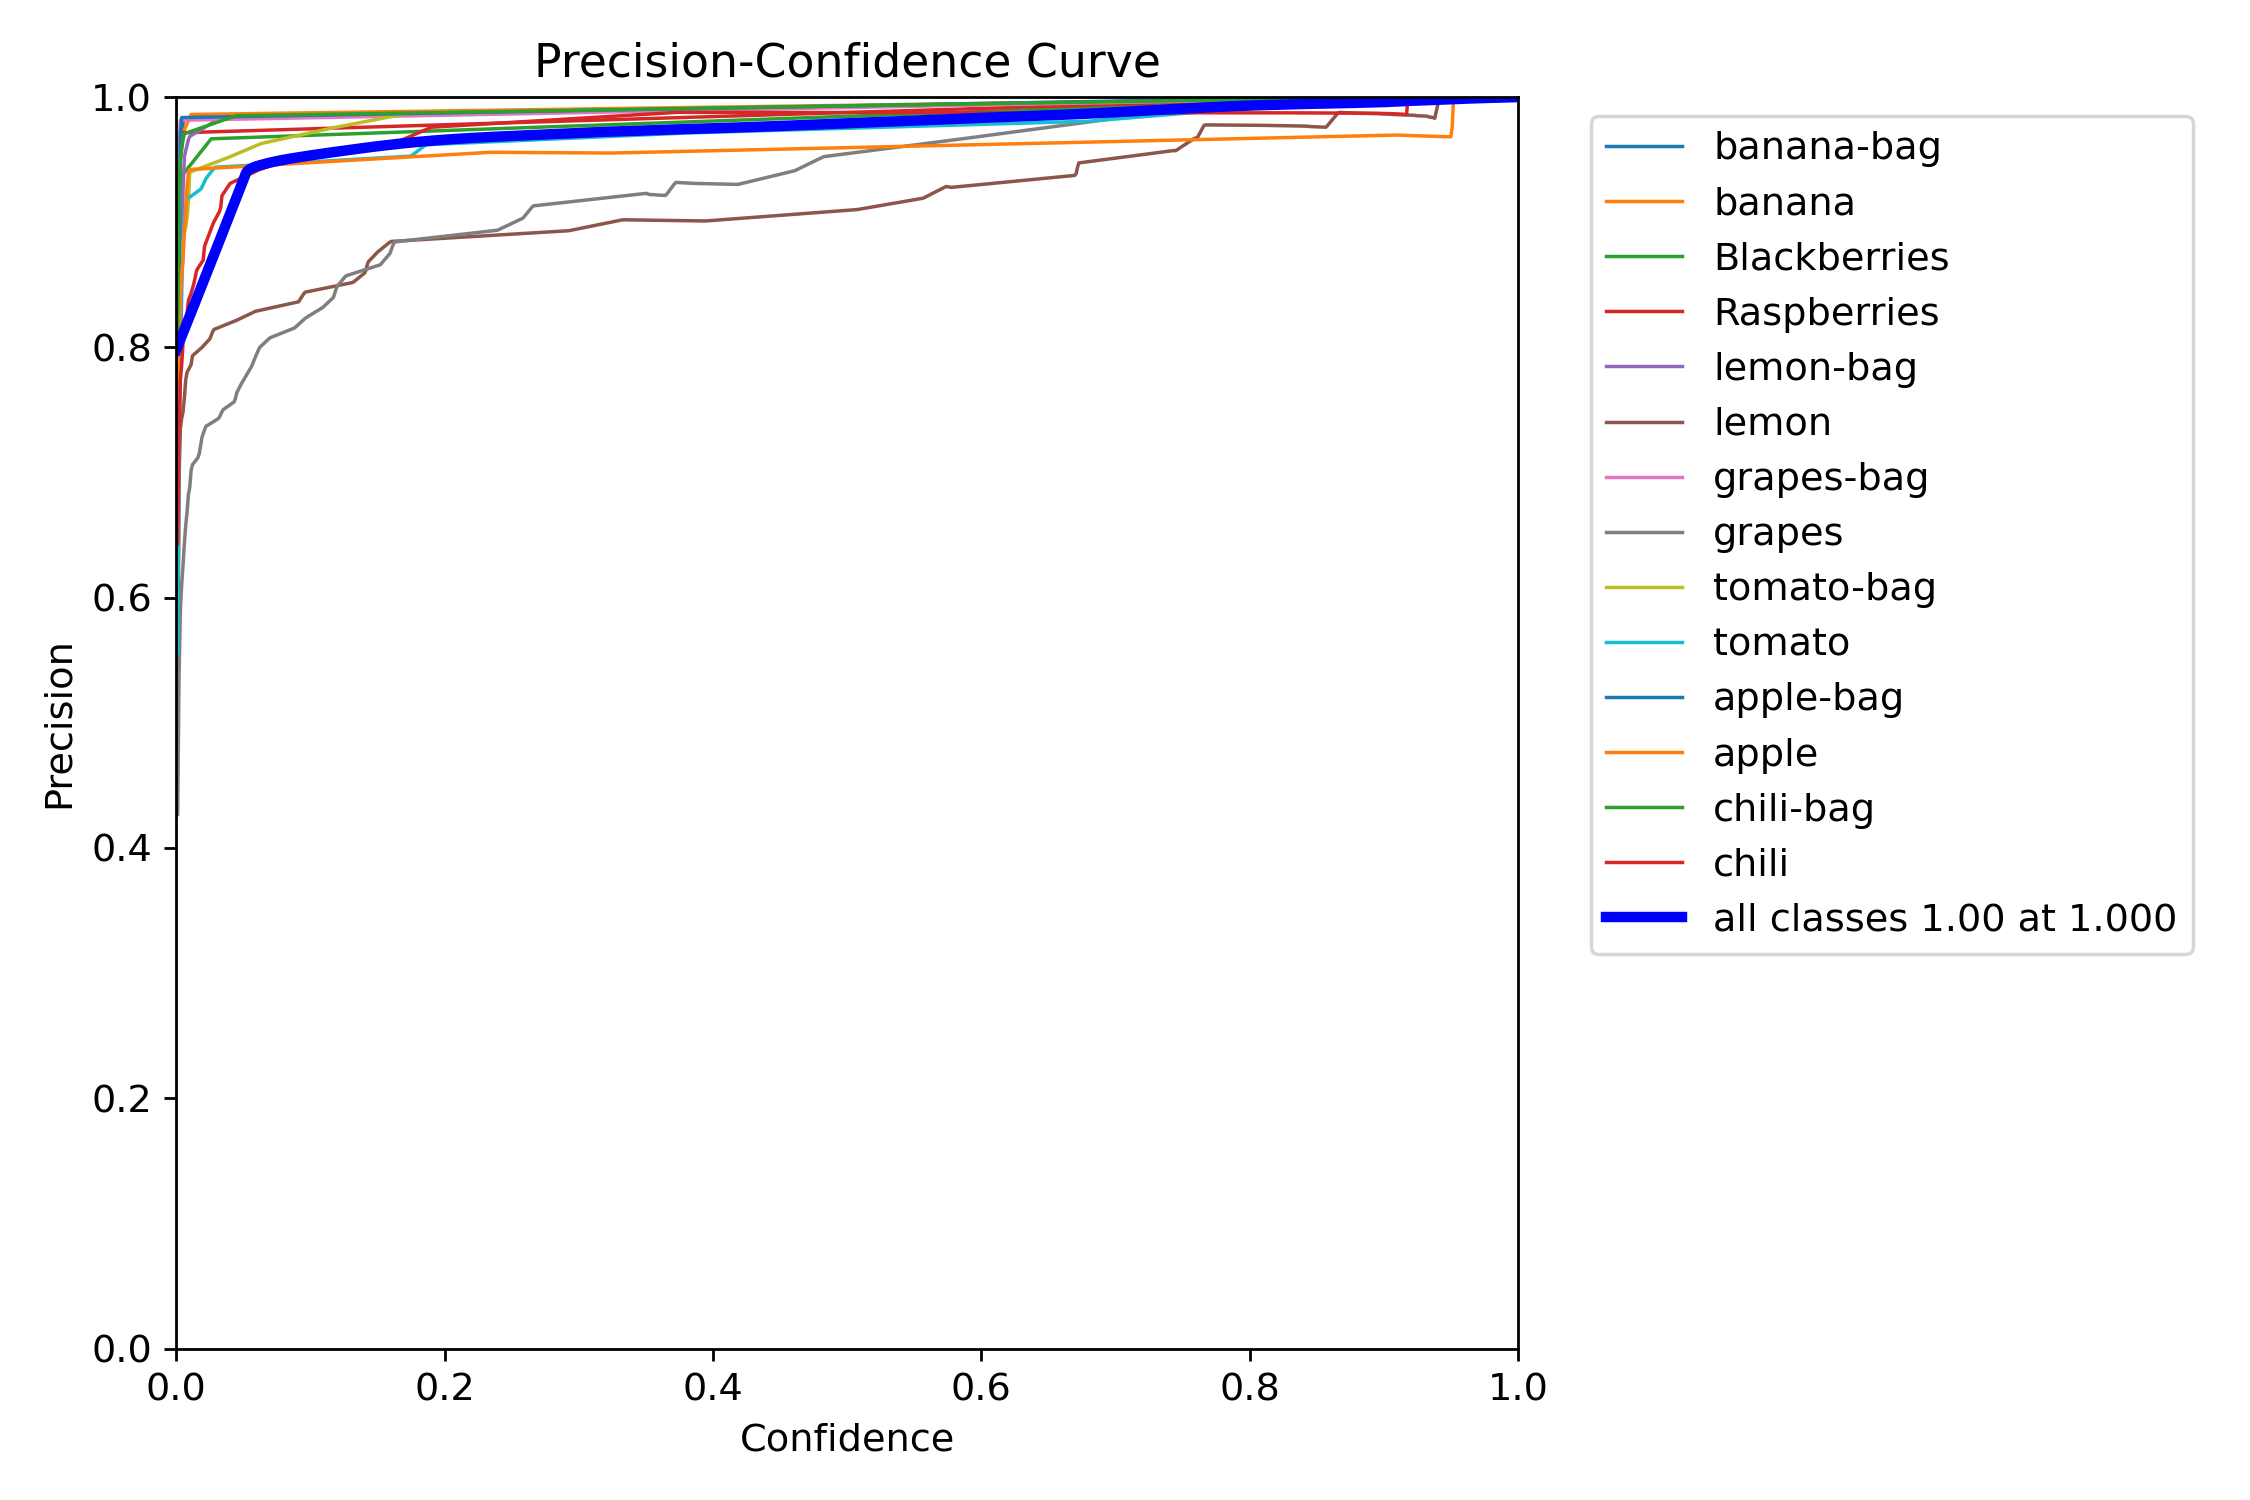 Precision-Confidence Curve
1.0
0.8
0.6
0.4
0.2
0.0
Precision
0.0 0.2 0.4 0.6 0.8 1.0
Confidence
banana-bag
banana
Blackberries
Raspberries
lemon-bag
lemon
grapes-bag
grapes
tomato-bag
tomato
apple-bag
apple
chili-bag
chili
all classes 1.00 at 1.000